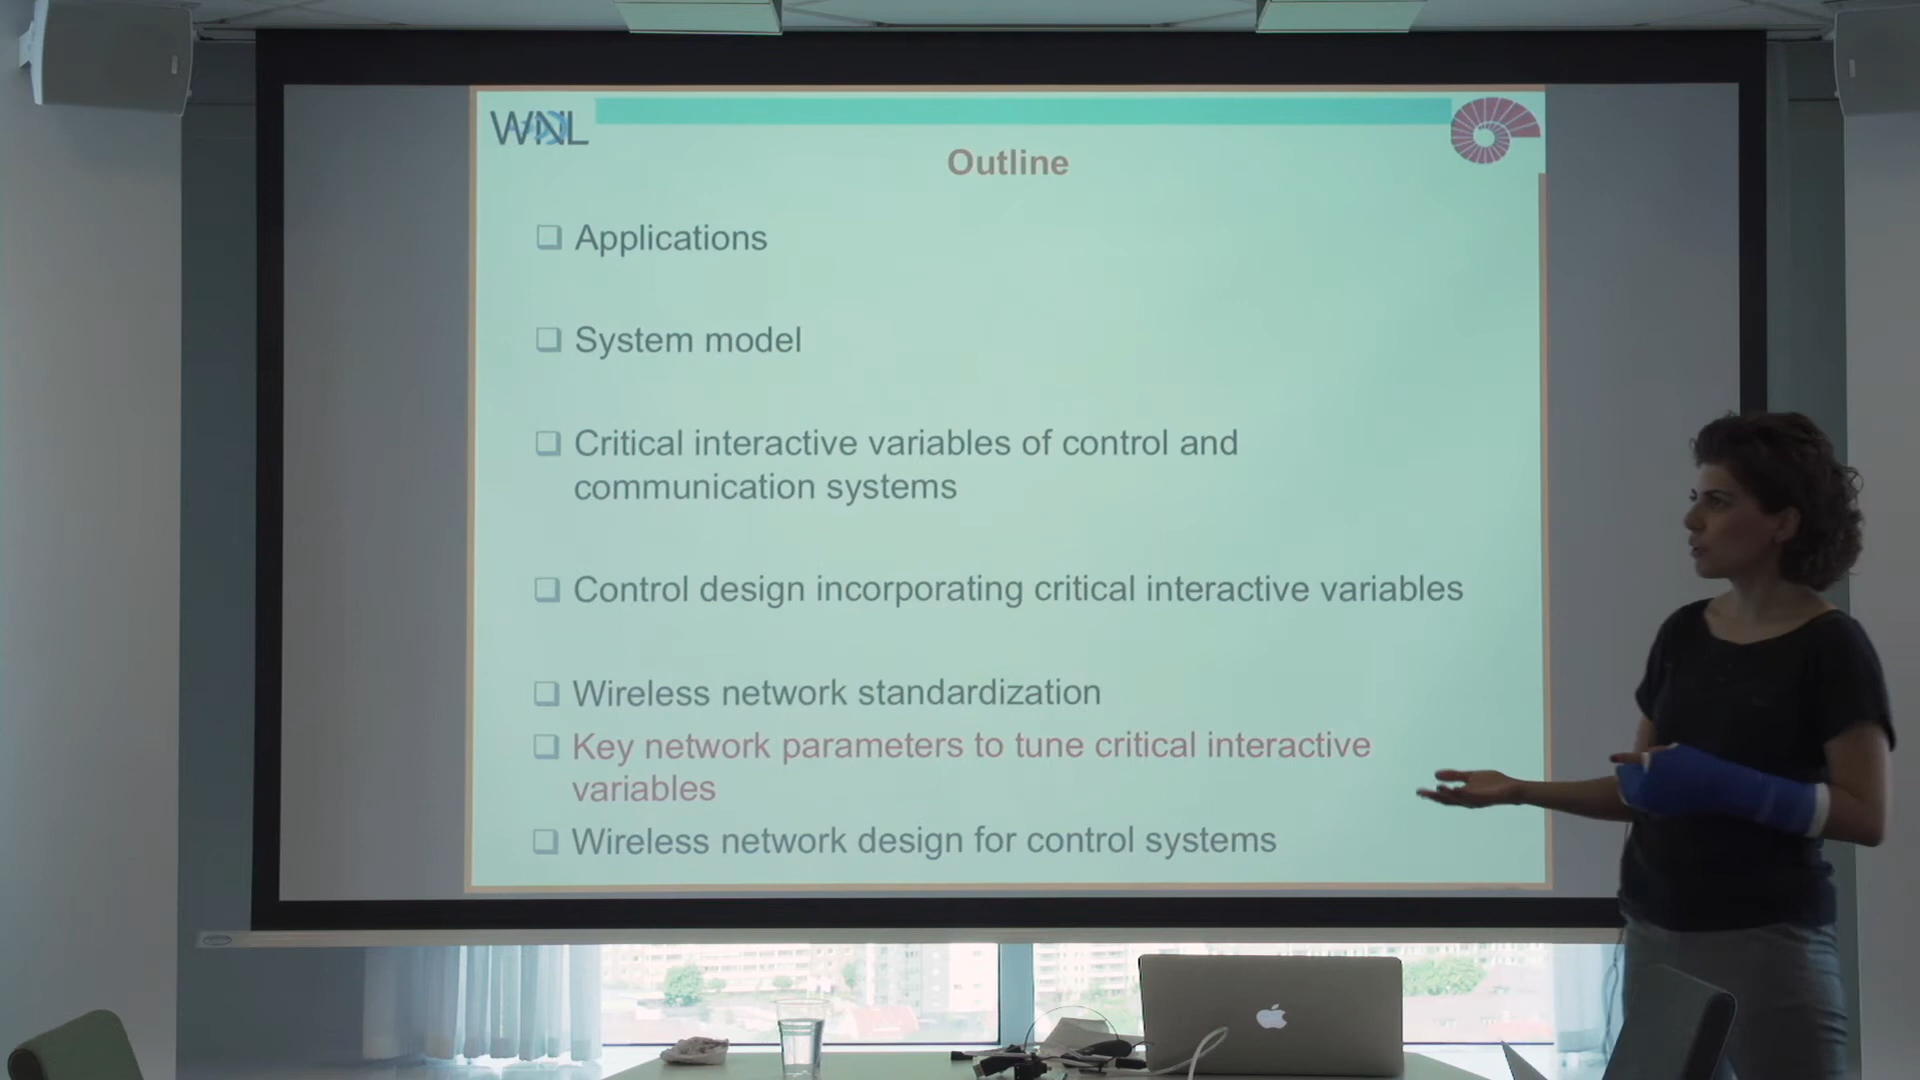 WNL
Outline
Applications
System model
Critical interactive variables of control and
communication systems
Control design incorporating critical interactive variables
Wireless network standardization
Key network parameters to tune critical interactive
variables
Wireless network design for control systems